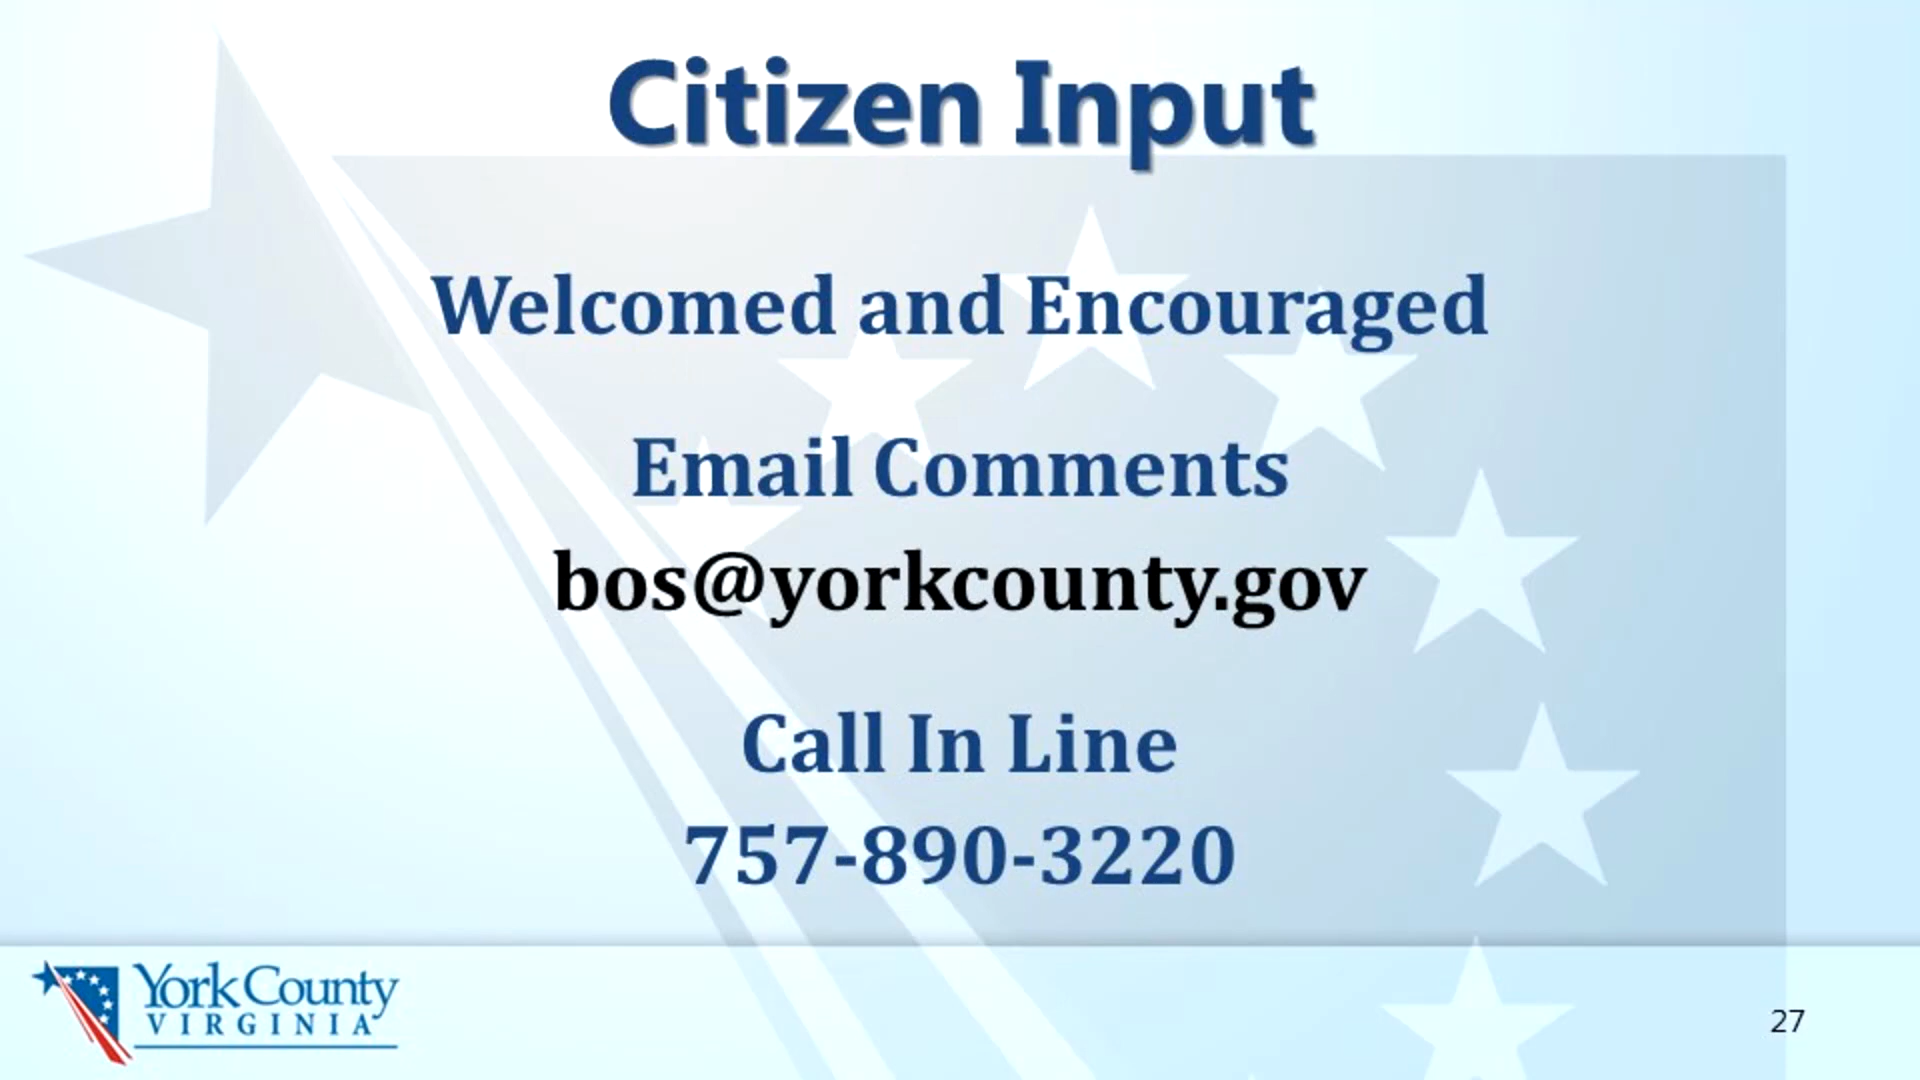 Citizen Input
Welcomed and Encouraged
Email Comments
bos@yorkcounty.gov
Call In Line
757-890-3220
York County
VIRGINIA
27